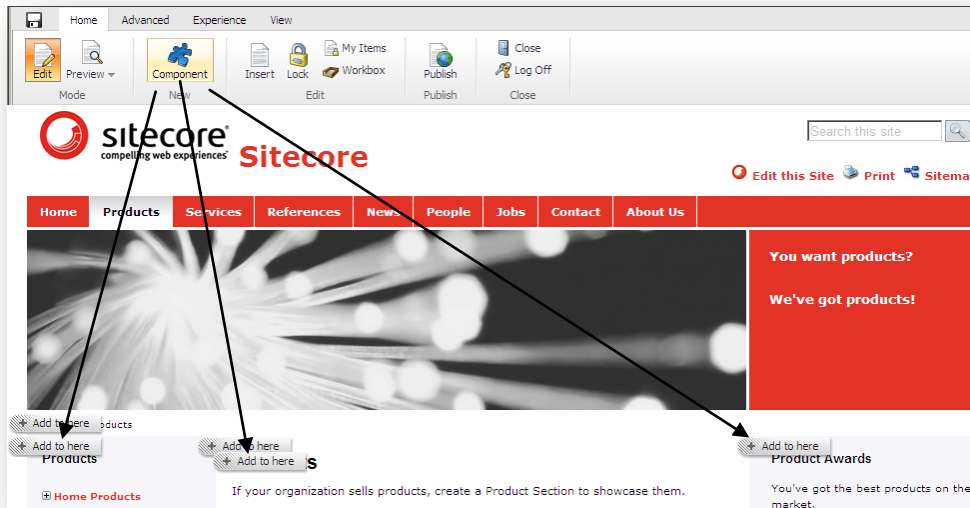 Home Advanced Experience View
Edit Preview Component Insert Lock My Items Workbox Publish Close Log Off
Mode New Edit Publish Close
sitecore
compelling web experiences
Sitecore
Search this site
Edit this Site Print Sitema
Home Products Services References News People Jobs Contact About Us
You want products?
We've got products!
+ Add to here oducts
+ Add to here + Add to here + Add to here
+ Add to here
Products s Product Awards
Home Products
If your organization sells products, create a Product Section to showcase them.
You've got the best products on the
market.